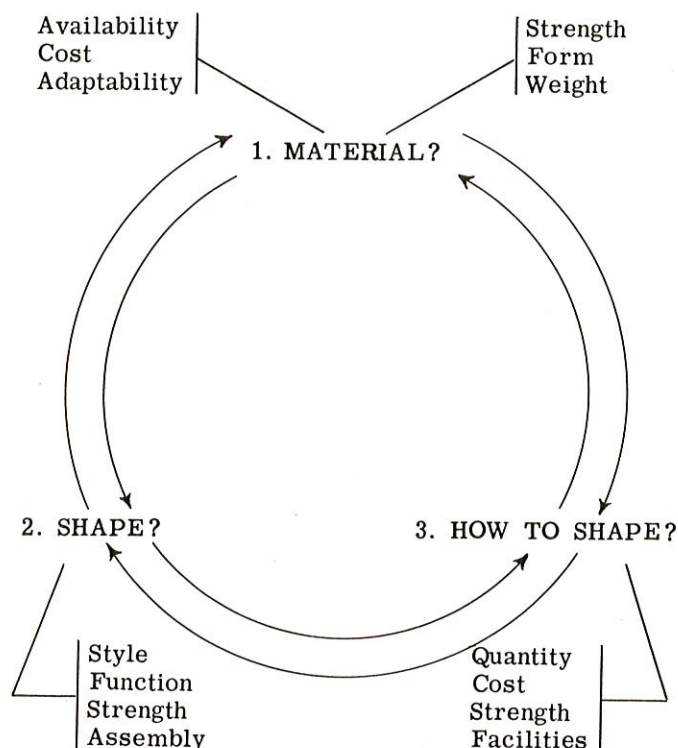 Availability
Cost
Adaptability
Strength
Form
Weight
1. MATERIAL?
2. SHAPE?
3. HOW TO SHAPE?
Style
Function
Strength
Assembly
Quantity
Cost
Strength
Facilities